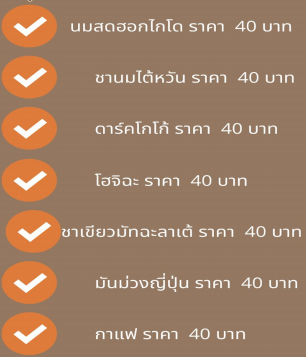 นมสดฮอกไกโด ราคา 40 บาท
ชานมไต้หวัน ราคา 40 บาท
ดาร์คโกโก้ ราคา 40 บาท
โฮจิฉะ ราคา 40 บาท
ชาเขียวมัทฉะลาเต้ ราคา 40 บาท
มันม่วงญี่ปุ่น ราคา 40 บาท
กาแฟ ราคา 40 บาท